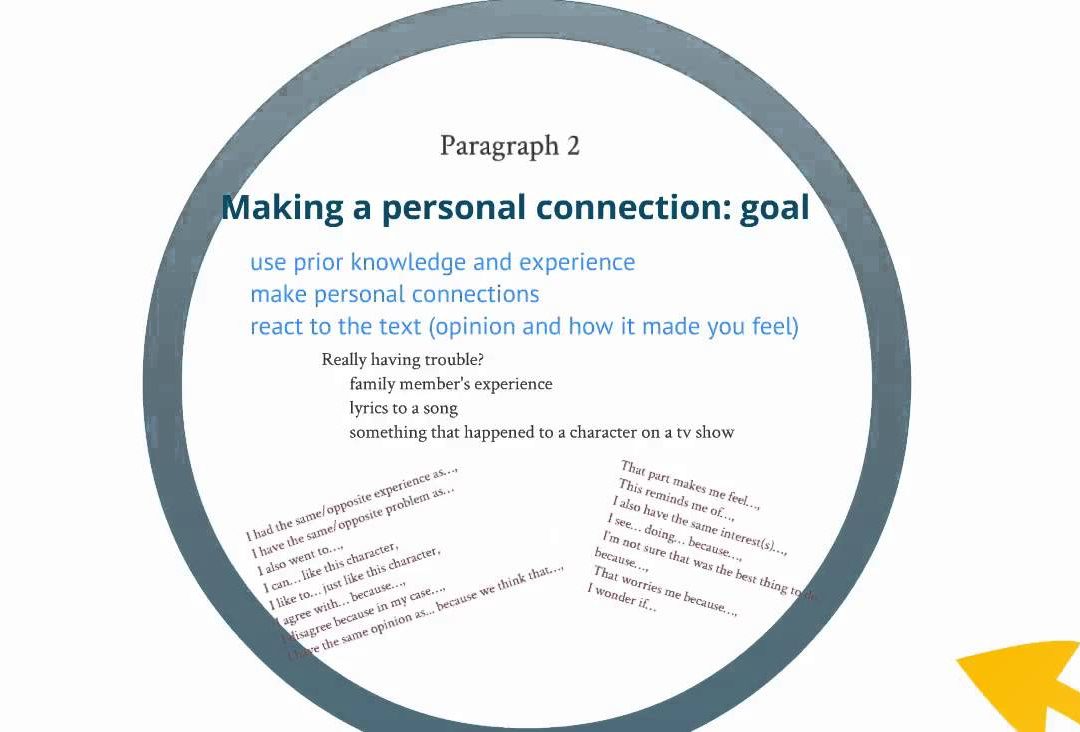 Paragraph 2
Making a personal connection: goal
use prior knowledge and experience
make personal connections
react to the text (opinion and how it made you feel)
Really having trouble?
family member's experience
lyrics to a song
something that happened to a character on a tv show
I had the same/opposite experience as...,
I have the same/opposite problem as...
I also went to...,
I can... like this character,
I like to... just like this character,
I agree with... because...,
I disagree because in my case...,
I have the same opinion as... because we think that...,
That part makes me feel...,
This reminds me of...,
I also have the same interest(s)...,
I see... doing... because...,
I'm not sure that was the best thing to do
because...,
That worries me because...,
I wonder if...